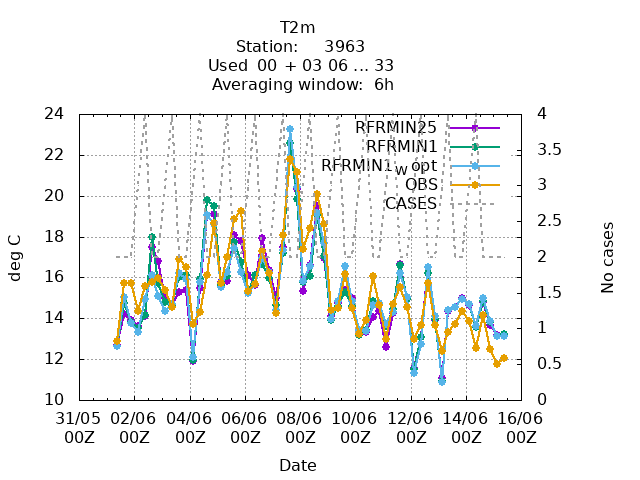 T2m
Station: 3963
Used 00 + 03 06 ... 33
Averaging window: 6h
24
22
20
18
16
14
12
10
deg C
4
3.5
3
2.5
2
1.5
1
0.5
0
No cases
RFRMIN25
RFRMIN1
RFRMIN1_w opt
OBS
CASES
31/05 02/06 04/06 06/06 08/06 10/06 12/06 14/06 16/06
00Z 00Z 00Z 00Z 00Z 00Z 00Z 00Z 00Z
Date